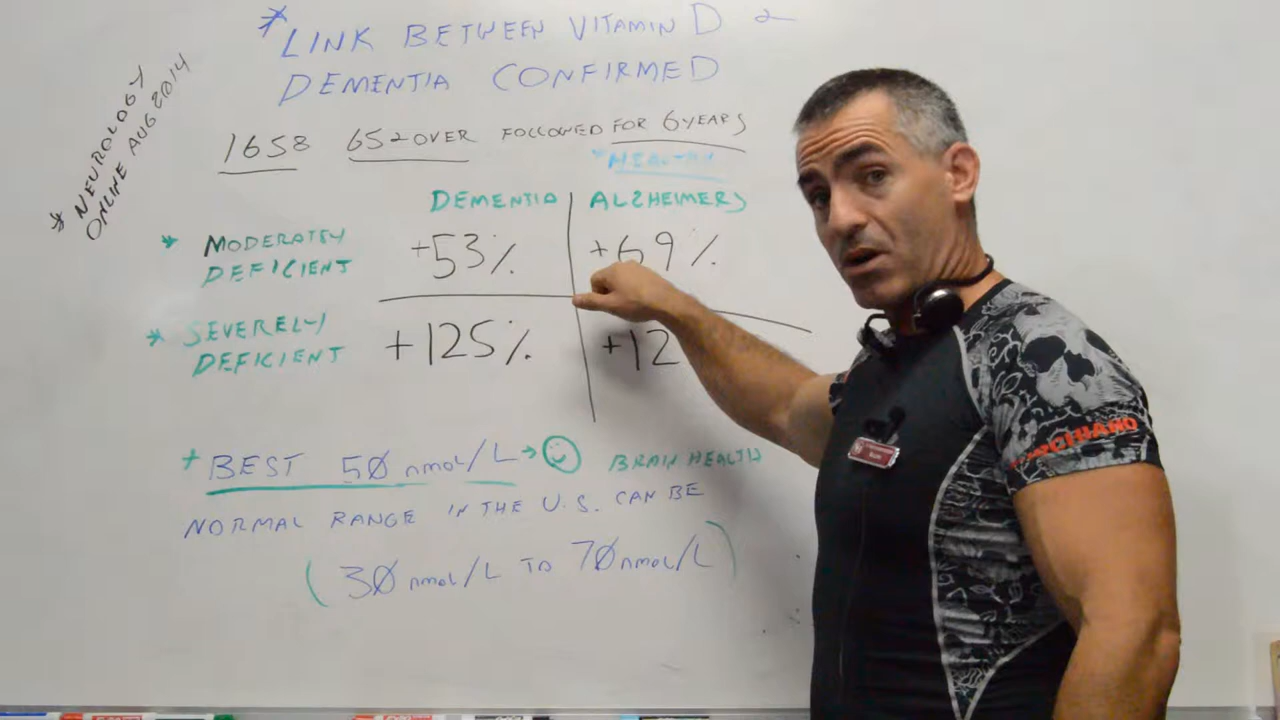 * LINK BETWEEN VITAMIN D &
DEMENTIA CONFIRMED
* NEUROLOGY
ONLINE AUG 2014
1658 65 & OVER FOLLOWED FOR 6 YEARS
* HEALTHY
DEMENTIA ALZHEIMERS
* MODERATLY
DEFICIENT +53% +69%
* SEVERELY
DEFICIENT +125% +12
+ BEST 50 nmol/L → BRAIN HEALTH
NORMAL RANGE IN THE U.S. CAN BE
(30 nmol/L TO 70 nmol/L)